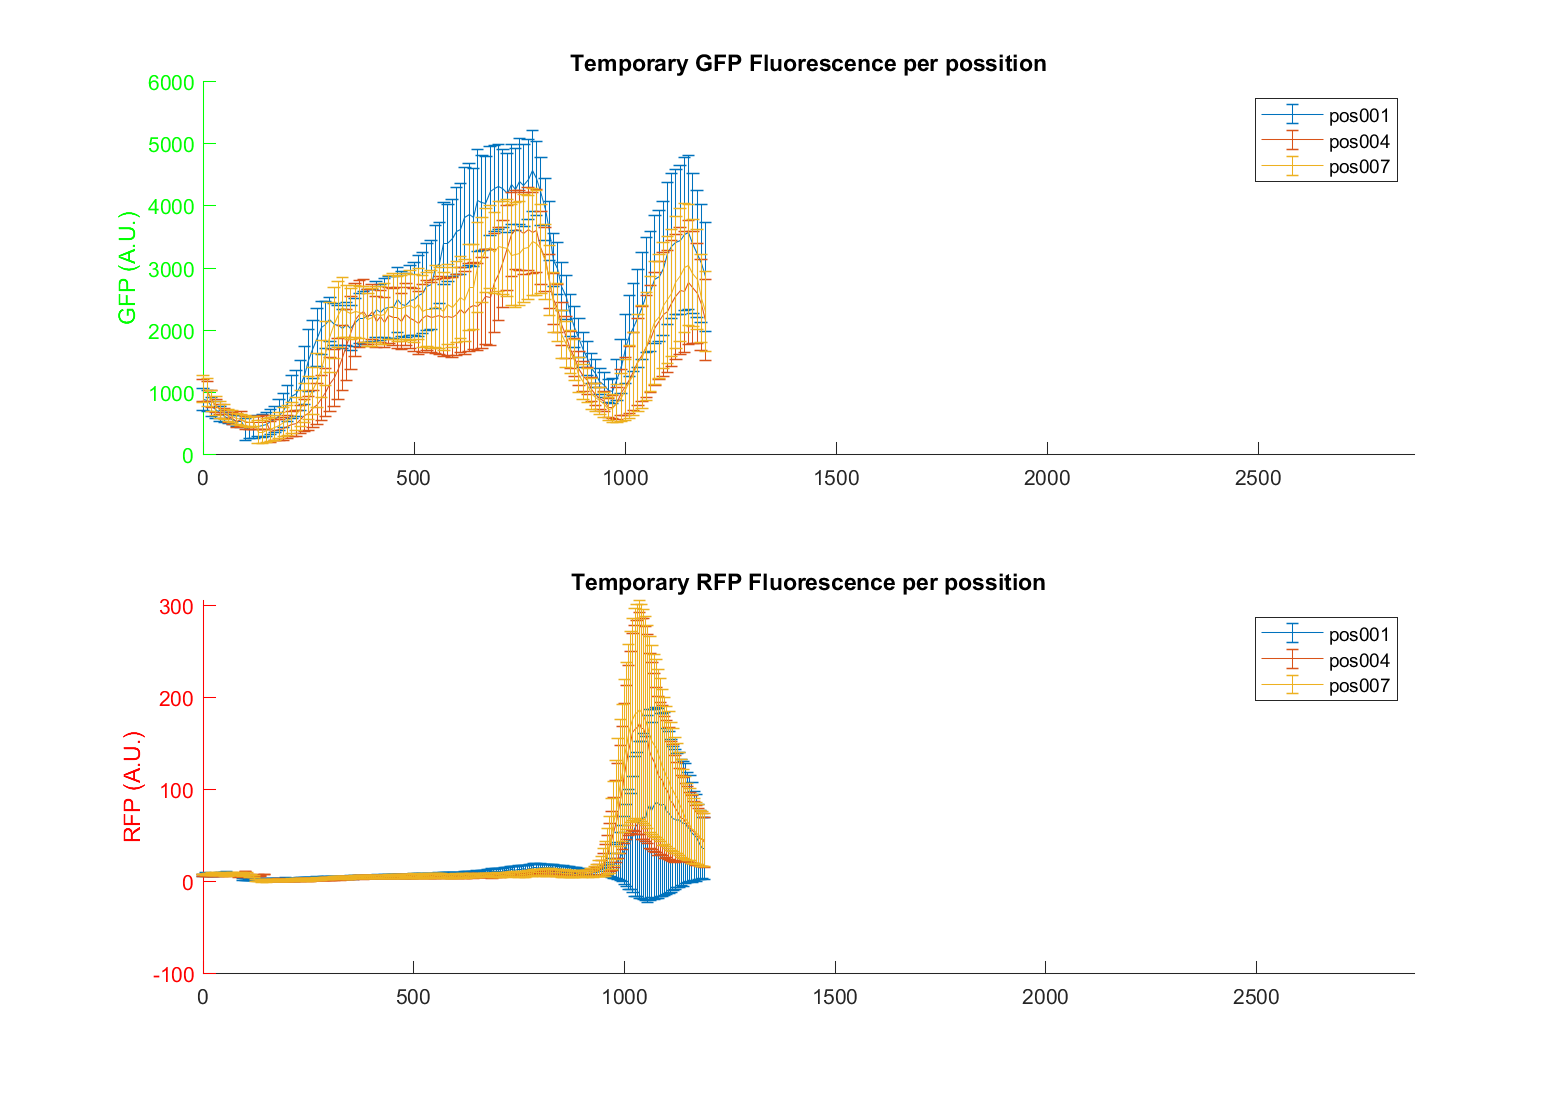 Temporary GFP Fluorescence per possition
6000
5000
4000
3000
2000
1000
0
GFP (A.U.)
pos001
pos004
pos007
0 500 1000 1500 2000 2500
Temporary RFP Fluorescence per possition
300
200
100
0
-100
RFP (A.U.)
pos001
pos004
pos007
0 500 1000 1500 2000 2500